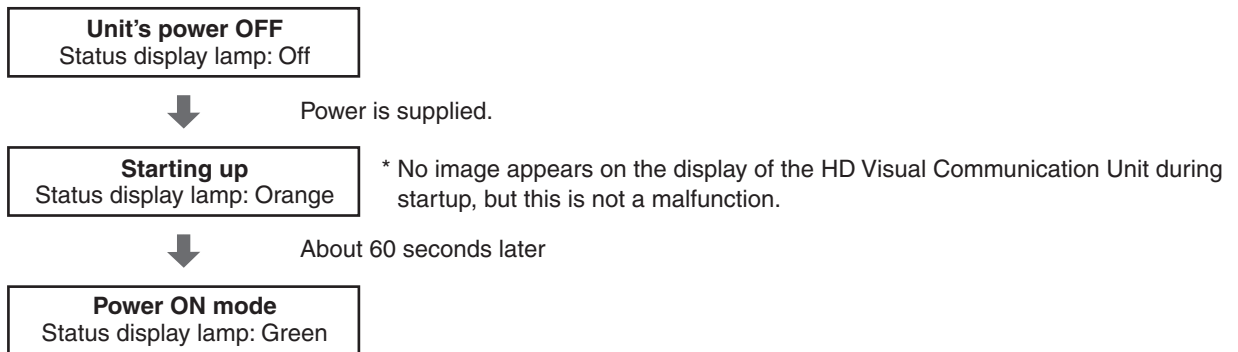 Unit's power OFF
Status display lamp: Off
Power is supplied.
Starting up
Status display lamp: Orange
* No image appears on the display of the HD Visual Communication Unit during
startup, but this is not a malfunction.
About 60 seconds later
Power ON mode
Status display lamp: Green